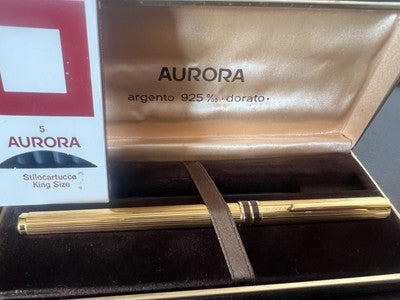 AURORA
argento 925 ‰ · dorato ·
5
AURORA
Stilocartucce
King Size